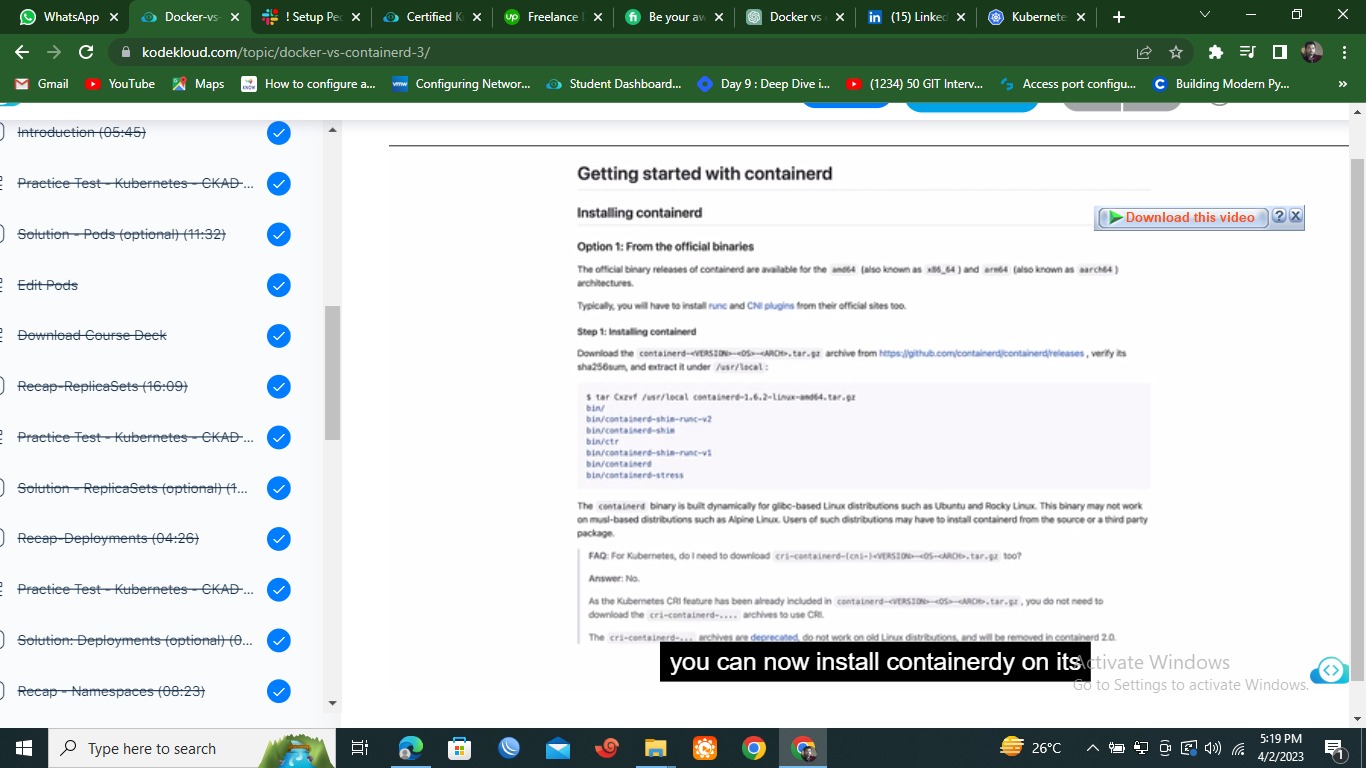 WhatsApp
Docker-vs-
! Setup Pe
Certified K
Freelance
Be your aw
Docker vs
(15) Linked
Kubernete
kodekloud.com/topic/docker-vs-containerd-3/
Gmail
YouTube
Maps
How to configure a...
Configuring Networ...
Student Dashboard...
Day 9 : Deep Dive i...
(1234) 50 GIT Interv...
Access port configu...
Building Modern Py...
»
Introduction (05:45)
Practice Test - Kubernetes - CKAD ...
Solution - Pods (optional) (11:32)
Edit Pods
Download Course Deck
Recap-ReplicaSets (16:09)
Practice Test - Kubernetes - CKAD ...
Solution - ReplicaSets (optional) (1...
Recap-Deployments (04:26)
Practice Test - Kubernetes - CKAD ...
Solution: Deployments (optional) (0...
Recap - Namespaces (08:23)
Getting started with containerd
Installing containerd
Download this video
? X
Option 1: From the official binaries
The official binary releases of containerd are available for the amd64 (also known as x86_64 ) and arm64 (also known as aarch64 )
architectures.
Typically, you will have to install runc and CNI plugins from their official sites too.
Step 1: Installing containerd
Download the containerd-<VERSION>-<OS>-<ARCH>.tar.gz archive from https://github.com/containerd/containerd/releases , verify its
sha256sum, and extract it under /usr/local :
$ tar Cxzvf /usr/local containerd-1.6.2-linux-amd64.tar.gz
bin/
bin/containerd-shim-runc-v2
bin/containerd-shim
bin/ctr
bin/containerd-shim-runc-v1
bin/containerd
bin/containerd-stress
The containerd binary is built dynamically for glibc-based Linux distributions such as Ubuntu and Rocky Linux. This binary may not work
on musl-based distributions such as Alpine Linux. Users of such distributions may have to install containerd from the source or a third party
package.
FAQ: For Kubernetes, do I need to download cri-containerd-(cni-)<VERSION>-<OS-<ARCH>.tar.gz too?
Answer: No.
As the Kubernetes CRI feature has been already included in containerd-<VERSION>-<OS>-<ARCH>.tar.gz , you do not need to
download the cri-containerd-.... archives to use CRI.
The cri-containerd-... archives are deprecated, do not work on old Linux distributions, and will be removed in containerd 2.0.
you can now install containerdy on its
Activate Windows
Go to Settings to activate Windows.
Type here to search
26°C
5:19 PM
4/2/2023
1